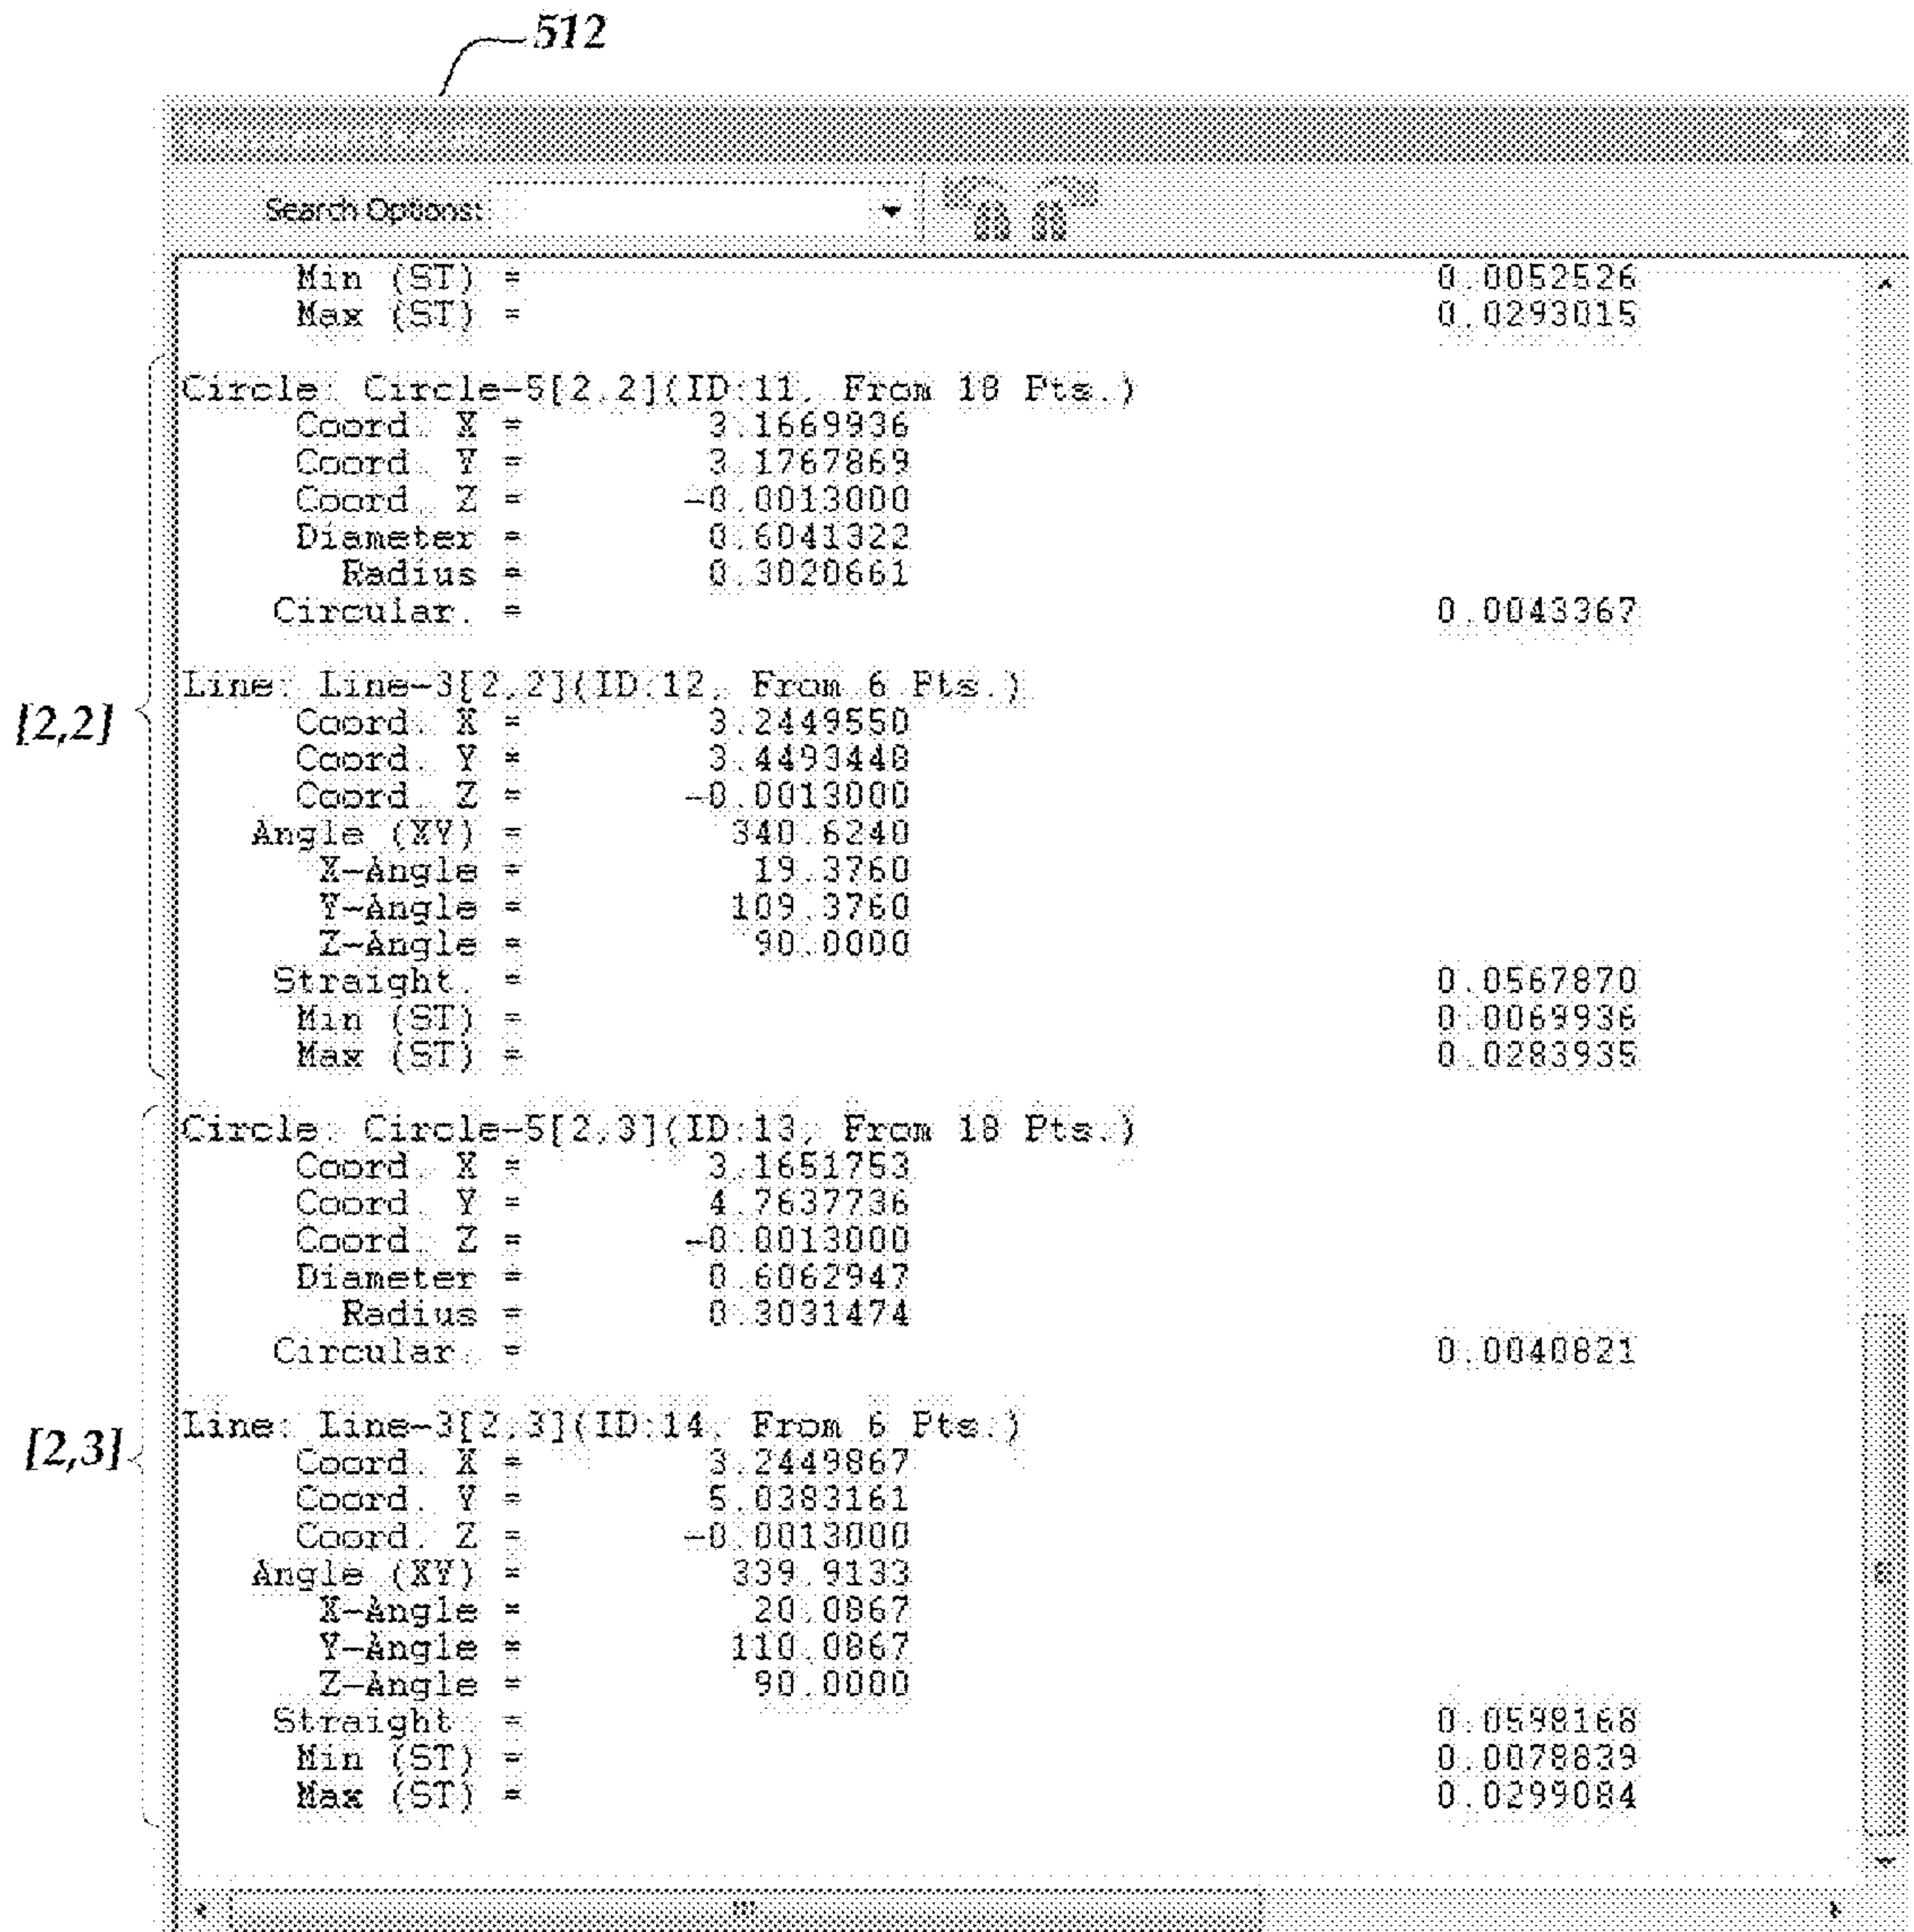 512
Search Options:
Min (ST) = 0.0052526
Max (ST) = 0.0293015
Circle: Circle-5[2,2](ID:11, From 18 Pts.)
Coord. X = 3.1669936
Coord. Y = 3.1767869
Coord. Z = -0.0013000
Diameter = 0.6041322
Radius = 0.3020661
Circular. = 0.0043367
[2,2]
Line: Line-3[2,2](ID:12, From 6 Pts.)
Coord. X = 3.2449550
Coord. Y = 3.4493448
Coord. Z = -0.0013000
Angle (XY) = 340.6240
X-Angle = 19.3760
Y-Angle = 109.3760
Z-Angle = 90.0000
Straight. = 0.0567870
Min (ST) = 0.0069936
Max (ST) = 0.0283935
Circle: Circle-5[2,3](ID:13, From 18 Pts.)
Coord. X = 3.1651753
Coord. Y = 4.7637736
Coord. Z = -0.0013000
Diameter = 0.6062947
Radius = 0.3031474
Circular. = 0.0040821
[2,3]
Line: Line-3[2,3](ID:14, From 6 Pts.)
Coord. X = 3.2449867
Coord. Y = 5.0383161
Coord. Z = -0.0013000
Angle (XY) = 339.9133
X-Angle = 20.0867
Y-Angle = 110.0867
Z-Angle = 90.0000
Straight. = 0.0598168
Min (ST) = 0.0078839
Max (ST) = 0.0299084